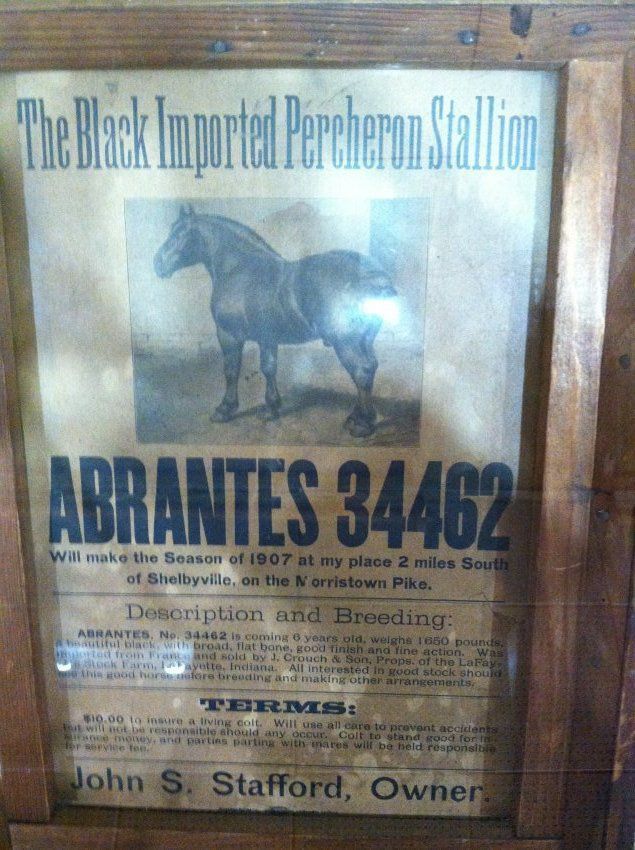 The Black Imported Percheron Stallion
ABRANTES 34462
Will make the Season of 1907 at my place 2 miles South
of Shelbyville, on the Morristown Pike.
Description and Breeding:
ABRANTES, No. 34462 is coming 6 years old, weighs 1650 pounds.
A beautiful black, with broad, flat bone, good finish and fine action. Was
imported from France and sold by J. Crouch & Son, Props. of the LaFay-
Stock Farm, LaFayette, Indiana. All interested in good stock should
this good horse before breeding and making other arrangements.
TERMS:
$10.00 to insure a living colt. Will use all care to prevent accidents
but will not be responsible should any occur. Colt to stand good for in-
surance money, and parties parting with mares will be held responsible
for service fee.
John S. Stafford, Owner.